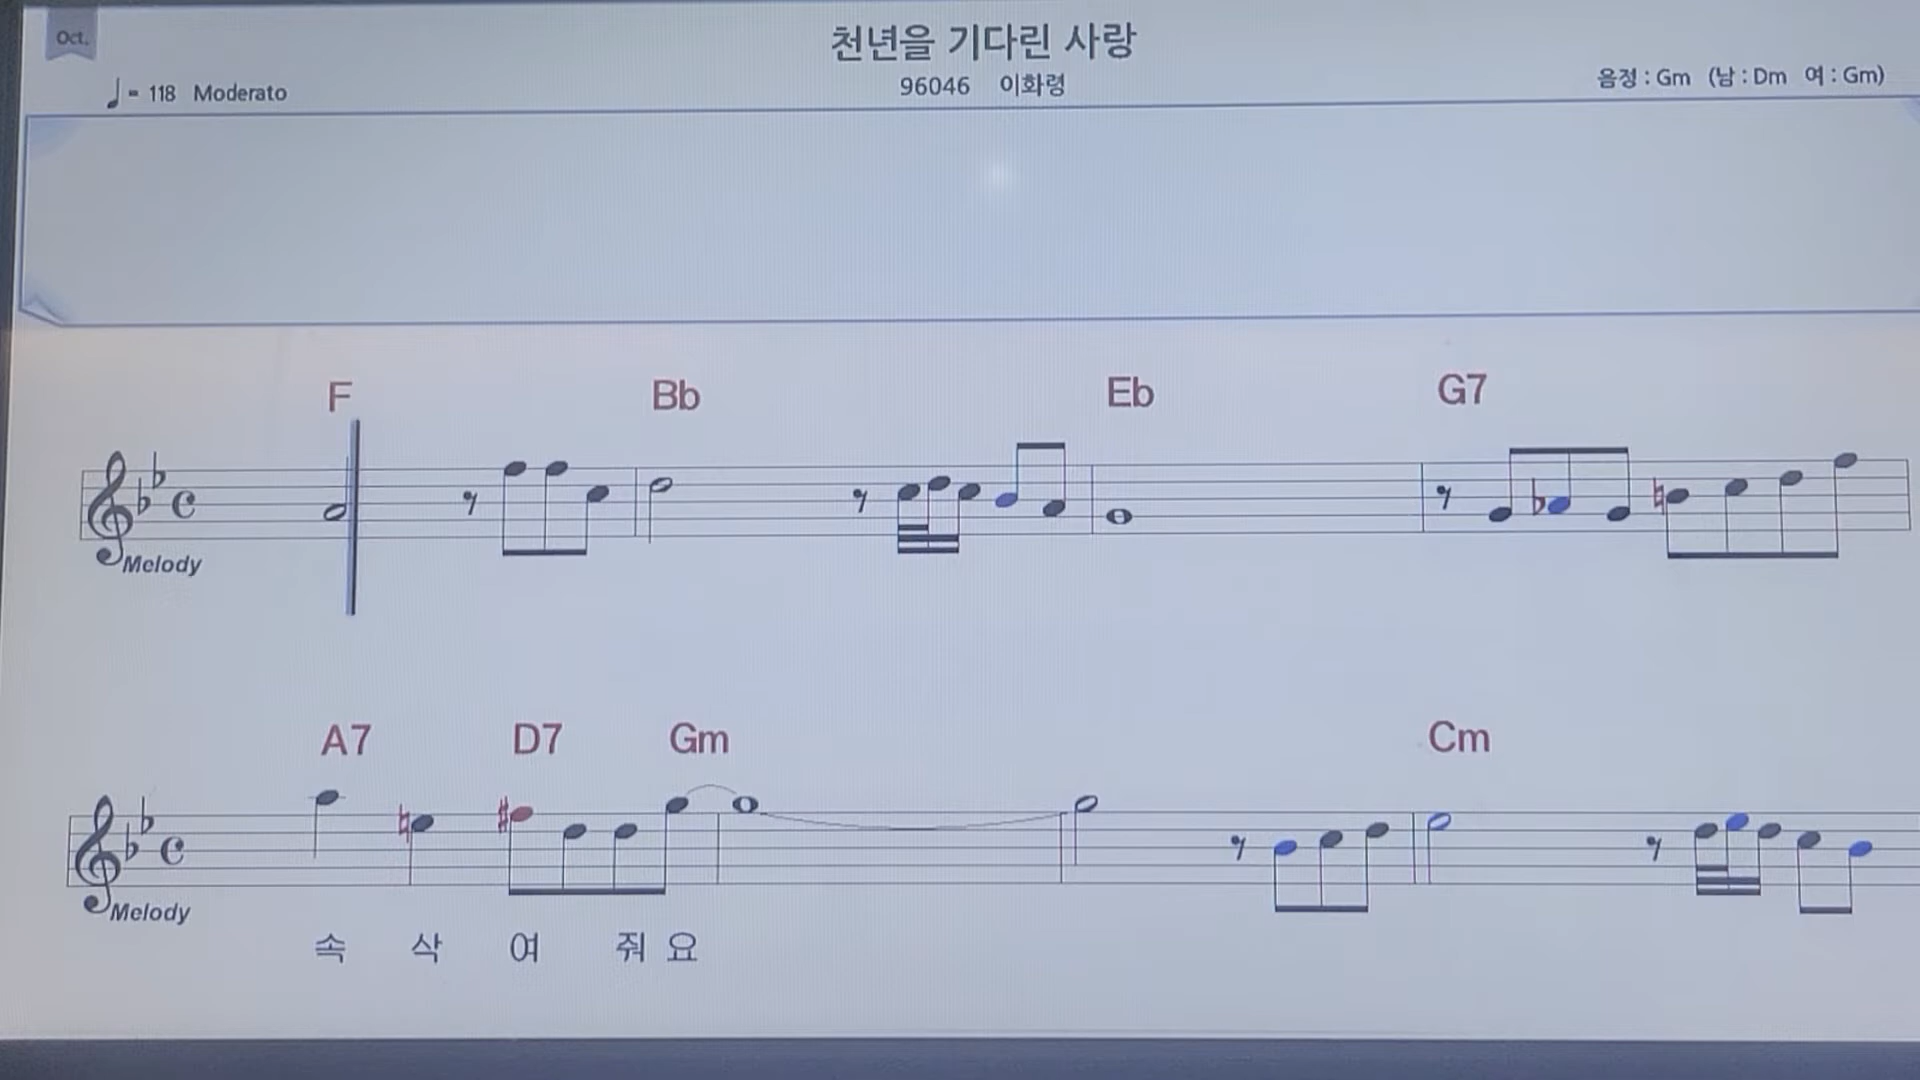 Oct.
천년을 기다린 사랑
♩= 118 Moderato
96046 이화령
음정 : Gm (남 : Dm 여 : Gm)
F Bb Eb G7
Melody
A7 D7 Gm Cm
Melody
속 삭 여 줘 요